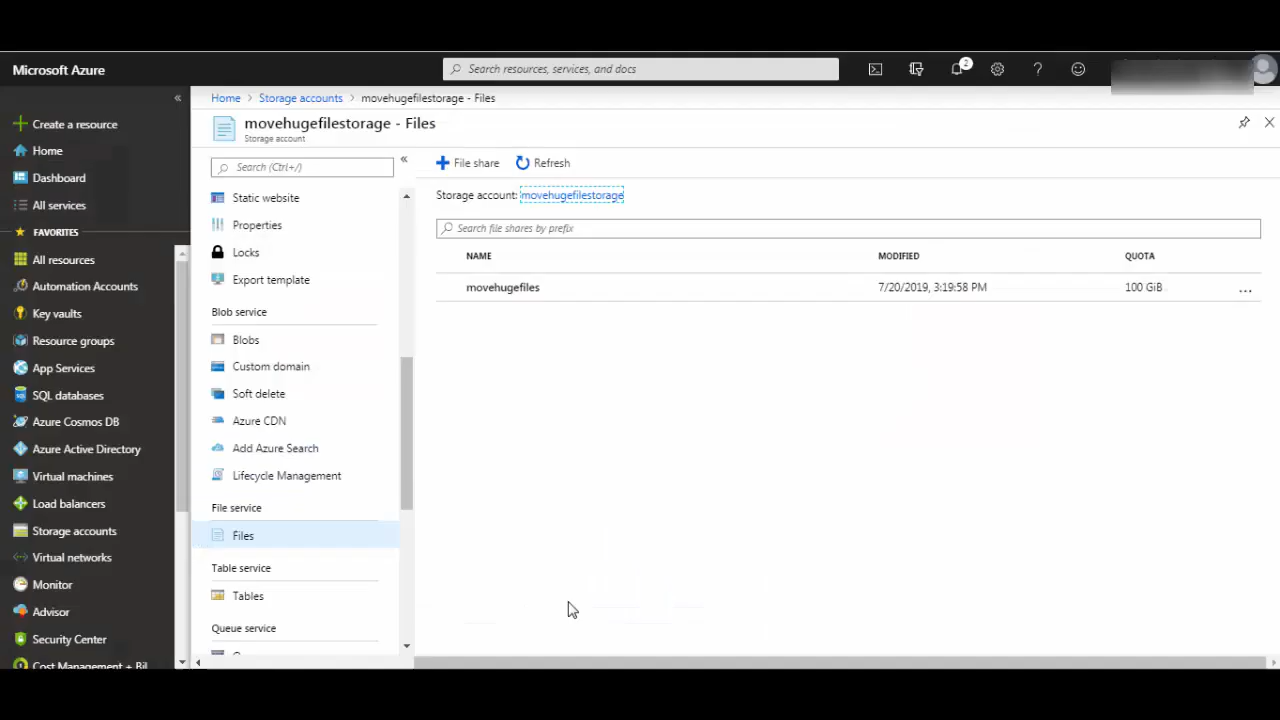 Microsoft Azure
Search resources, services, and docs
2
«
Create a resource
Home
Dashboard
All services
FAVORITES
All resources
Automation Accounts
Key vaults
Resource groups
App Services
SQL databases
Azure Cosmos DB
Azure Active Directory
Virtual machines
Load balancers
Storage accounts
Virtual networks
Monitor
Advisor
Security Center
Cost Management + Bil
Home > Storage accounts > movehugefilestorage - Files
movehugefilestorage - Files
Storage account
Search (Ctrl+/)
«
Static website
Properties
Locks
Export template
Blob service
Blobs
Custom domain
Soft delete
Azure CDN
Add Azure Search
Lifecycle Management
File service
Files
Table service
Tables
Queue service
File share Refresh
Storage account: movehugefilestorage
Search file shares by prefix
NAME MODIFIED QUOTA
movehugefiles 7/20/2019, 3:19:58 PM 100 GiB ...